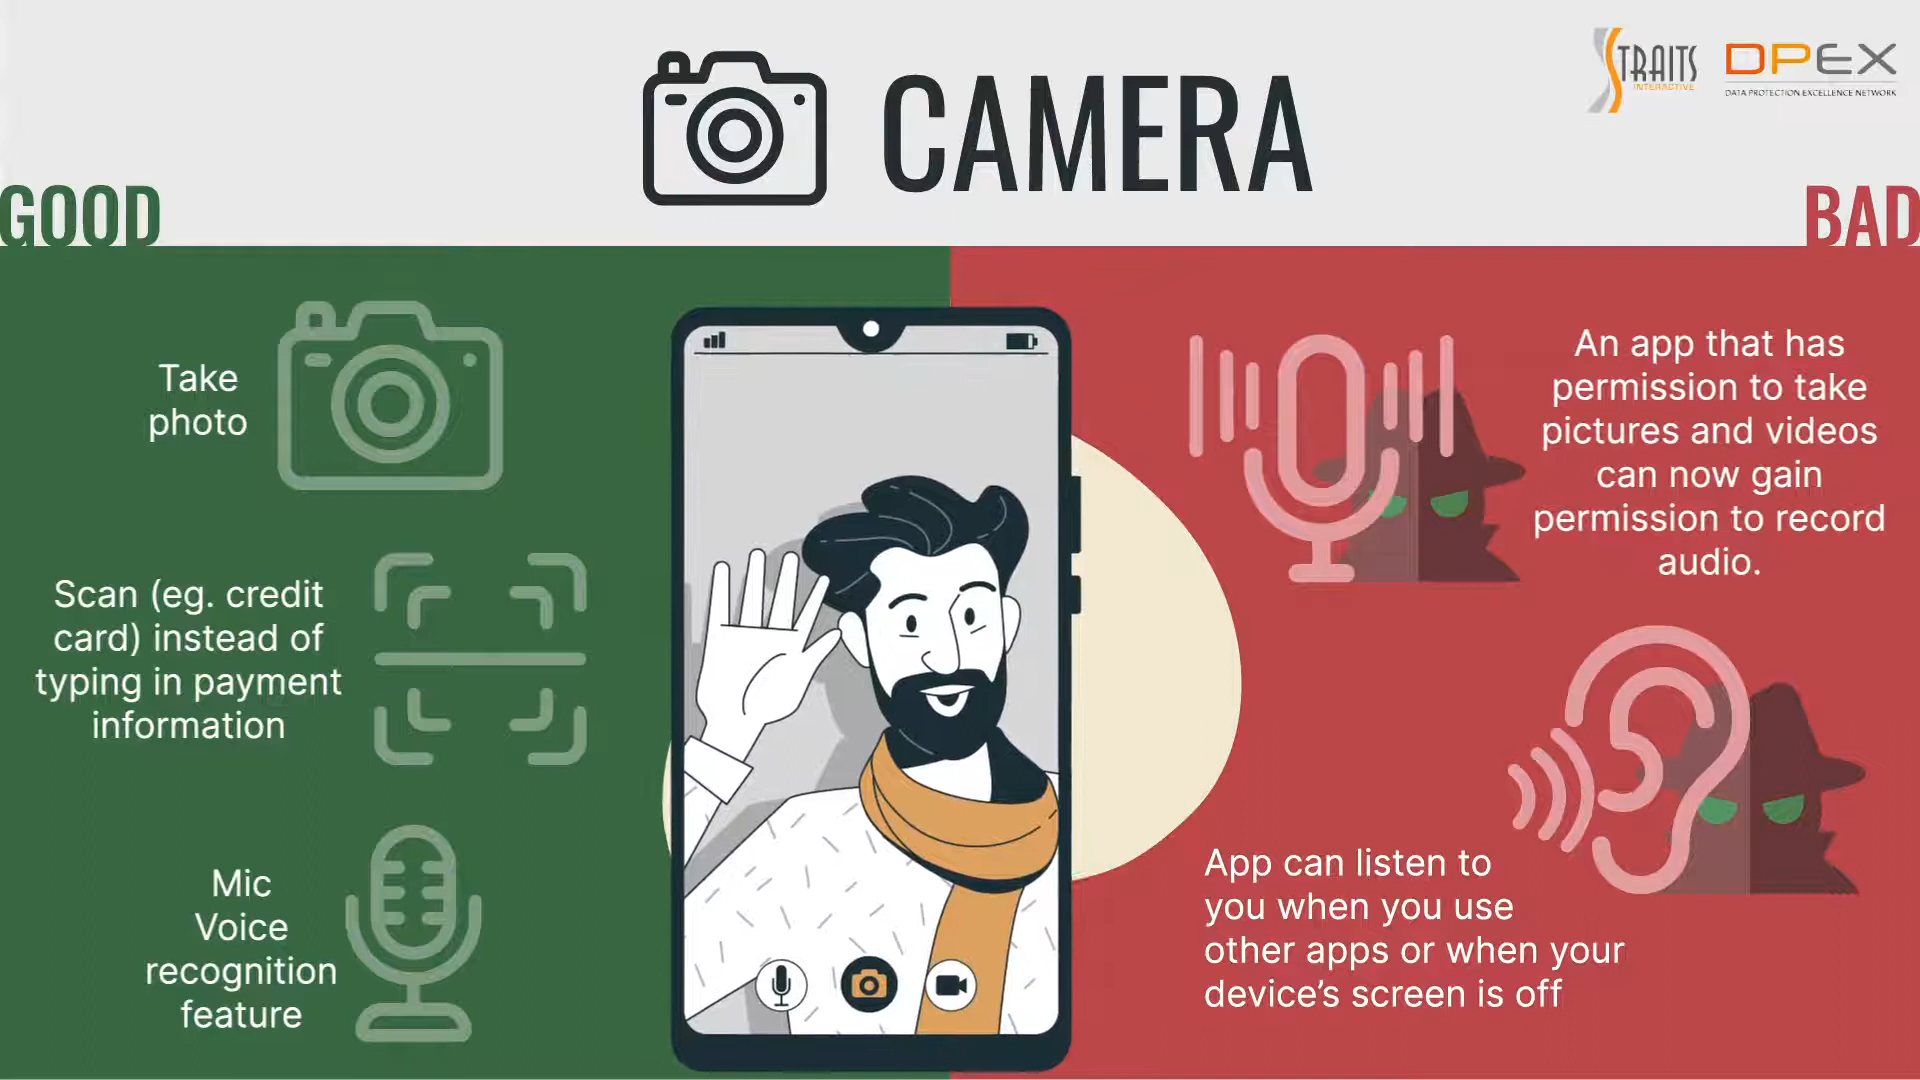 CAMERA
STRAITS
INTERACTIVE
DPEX
DATA PROTECTION EXCELLENCE NETWORK
GOOD
BAD
Take
photo
Scan (eg. credit
card) instead of
typing in payment
information
Mic
Voice
recognition
feature
An app that has
permission to take
pictures and videos
can now gain
permission to record
audio.
App can listen to
you when you use
other apps or when your
device’s screen is off